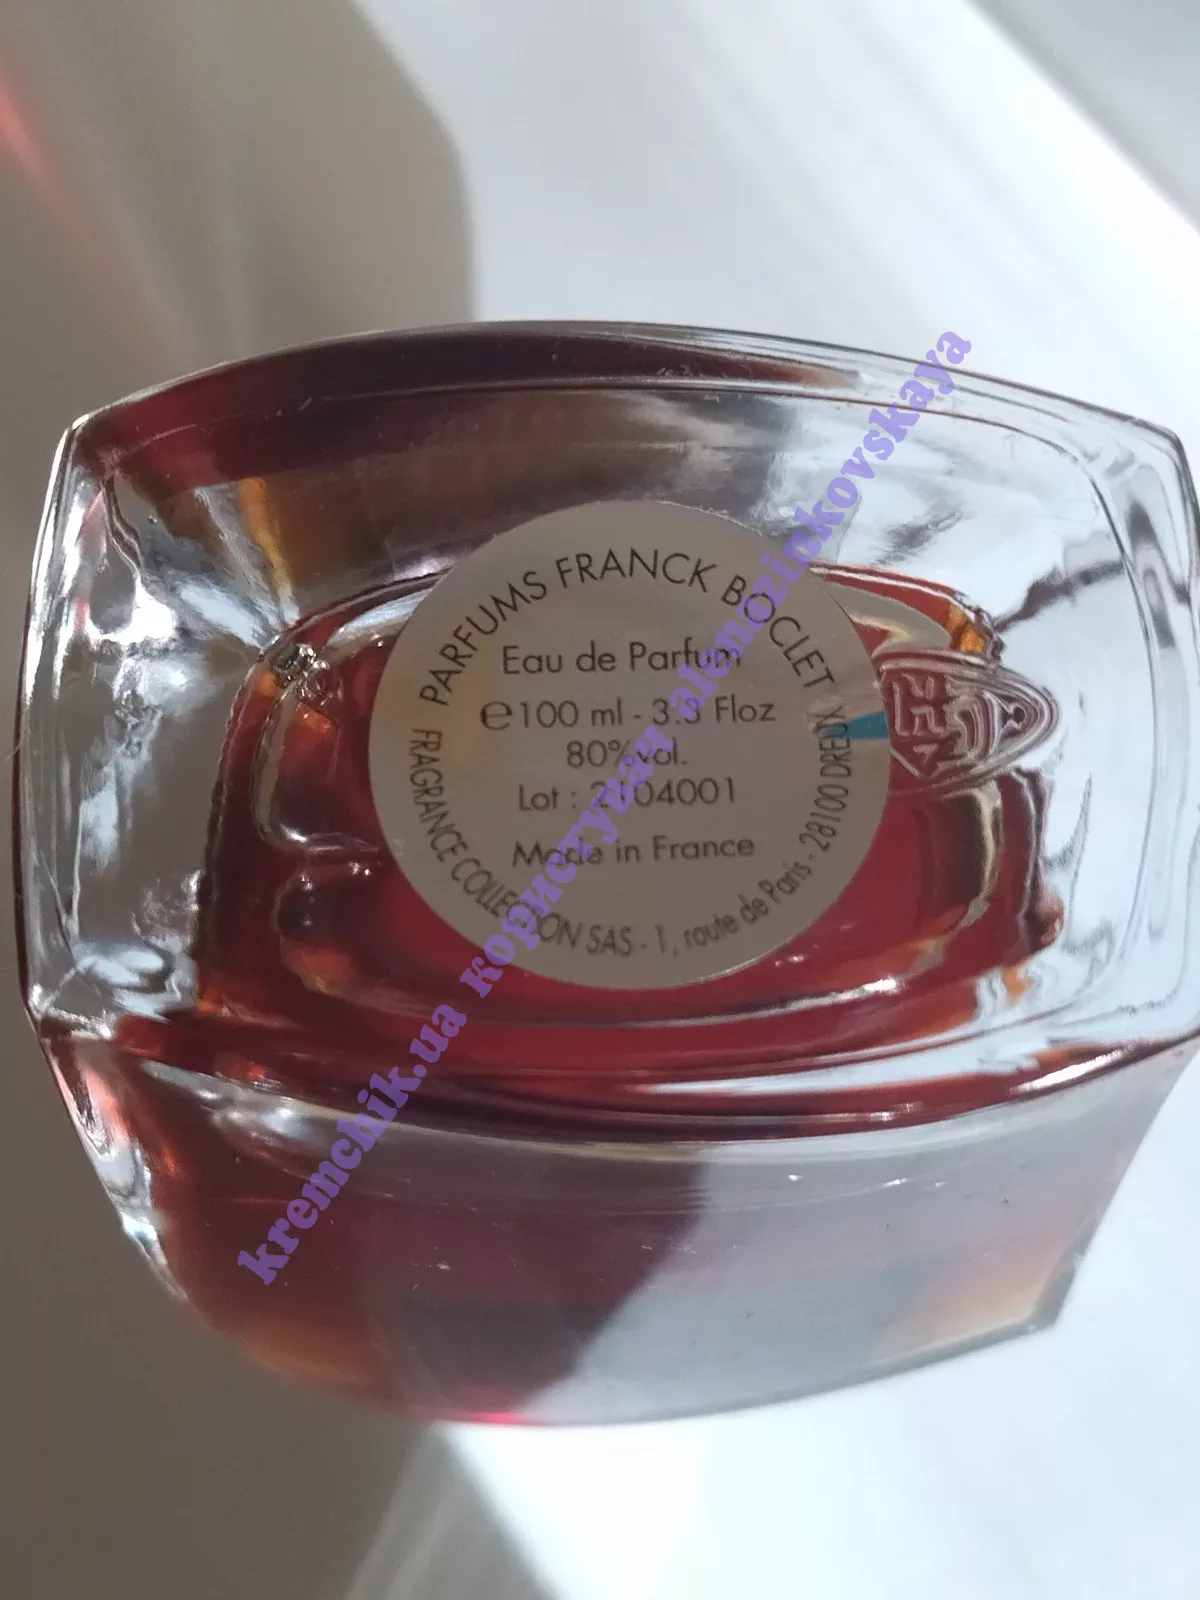 PARFUMS FRANCK BOCLET
Eau de Parfum
℮100 ml - 3.3 Floz
80% vol.
Lot : 2104001
Made in France
FRAGRANCE COLLECTION SAS - 1, route de Paris - 28100 DREUX
kremchik.ua користувач alenozinkovskaya